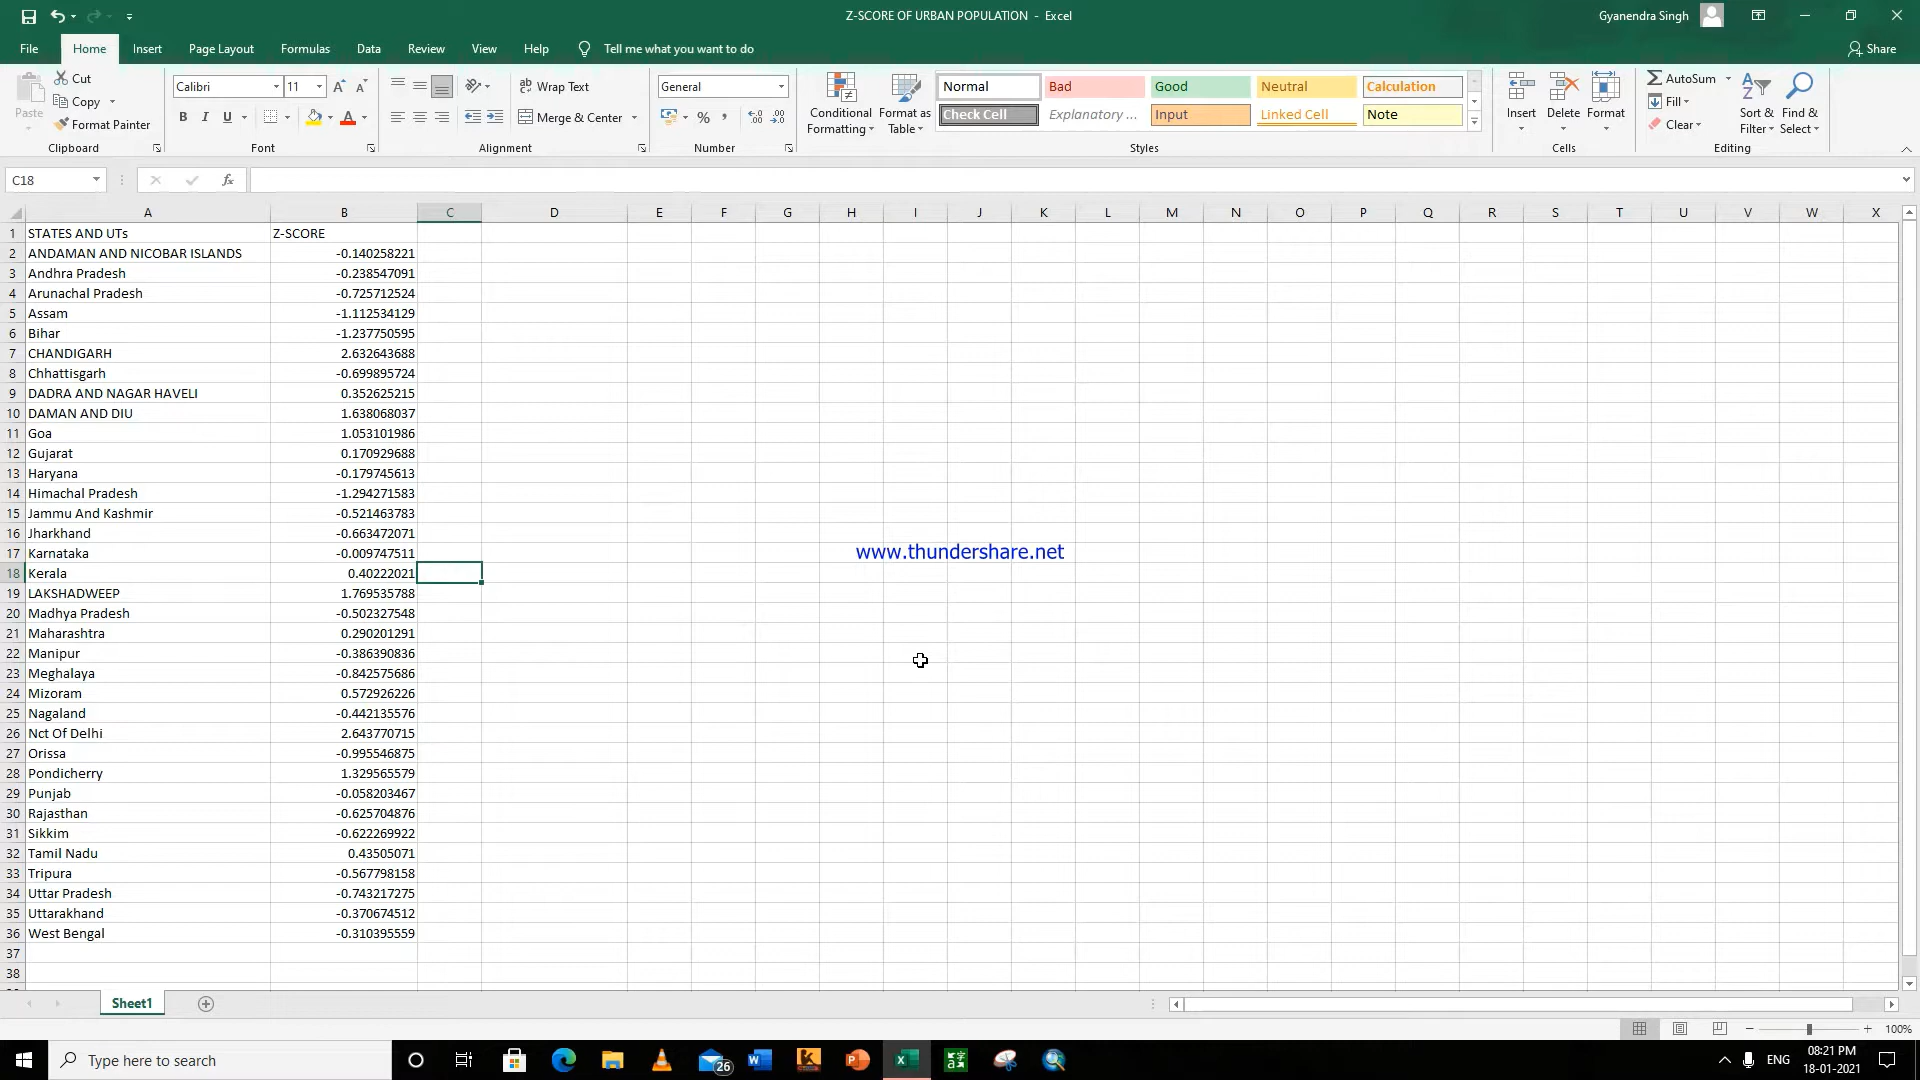 Z-SCORE OF URBAN POPULATION - Excel
Gyanendra Singh
File Home Insert Page Layout Formulas Data Review View Help Tell me what you want to do Share
Paste
Cut
Copy
Format Painter
Clipboard
Calibri 11
B I U
Font
Wrap Text
Merge & Center
Alignment
General
Number
Conditional Formatting
Format as Table
Normal Bad Good Neutral Calculation
Check Cell Explanatory ... Input Linked Cell Note
Styles
Insert Delete Format
Cells
AutoSum
Fill
Clear
Sort & Filter
Find & Select
Editing
C18
fx
A B C D E F G H I J K L M N O P Q R S T U V W X
1 STATES AND UTs Z-SCORE
2 ANDAMAN AND NICOBAR ISLANDS -0.140258221
3 Andhra Pradesh -0.238547091
4 Arunachal Pradesh -0.725712524
5 Assam -1.112534129
6 Bihar -1.237750595
7 CHANDIGARH 2.632643688
8 Chhattisgarh -0.699895724
9 DADRA AND NAGAR HAVELI 0.352625215
10 DAMAN AND DIU 1.638068037
11 Goa 1.053101986
12 Gujarat 0.170929688
13 Haryana -0.179745613
14 Himachal Pradesh -1.294271583
15 Jammu And Kashmir -0.521463783
16 Jharkhand -0.663472071
17 Karnataka -0.009747511
www.thundershare.net
18 Kerala 0.40222021
19 LAKSHADWEEP 1.769535788
20 Madhya Pradesh -0.502327548
21 Maharashtra 0.290201291
22 Manipur -0.386390836
23 Meghalaya -0.842575686
24 Mizoram 0.572926226
25 Nagaland -0.442135576
26 Nct Of Delhi 2.643770715
27 Orissa -0.995546875
28 Pondicherry 1.329565579
29 Punjab -0.058203467
30 Rajasthan -0.625704876
31 Sikkim -0.622269922
32 Tamil Nadu 0.43505071
33 Tripura -0.567798158
34 Uttar Pradesh -0.743217275
35 Uttarakhand -0.370674512
36 West Bengal -0.310395559
37
38
Sheet1
100%
Type here to search
26
ENG
08:21 PM
18-01-2021